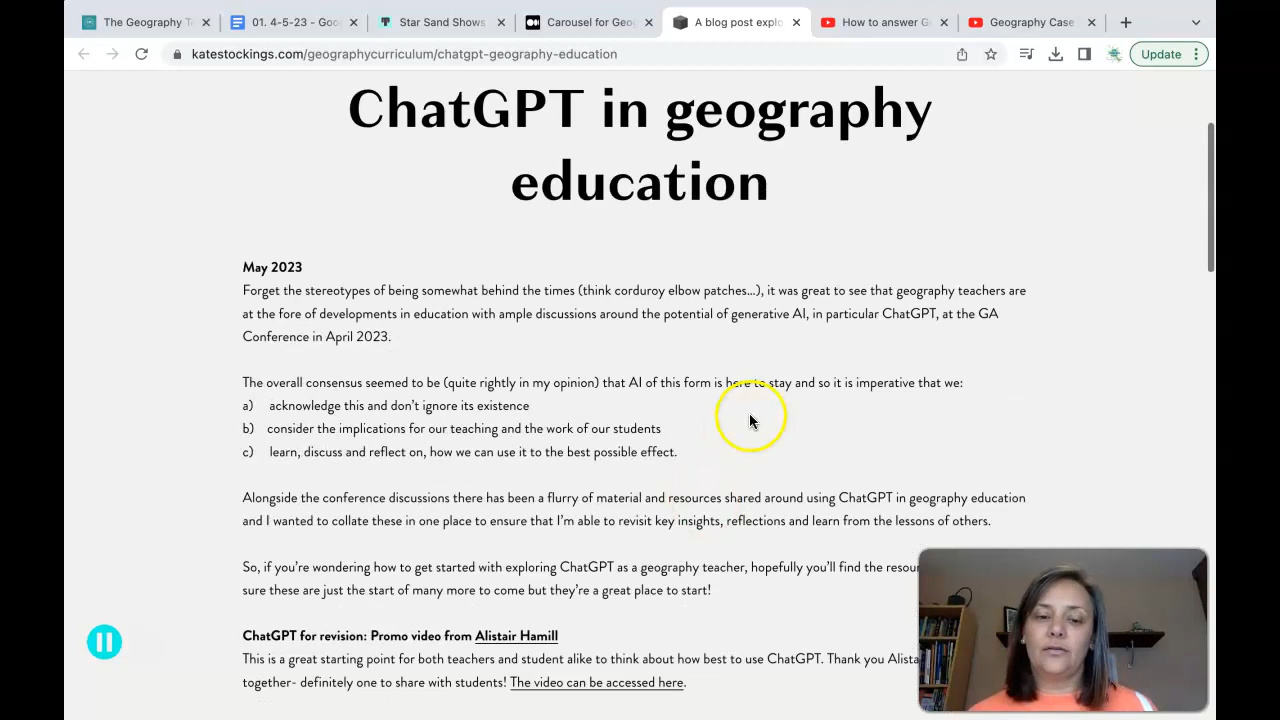 The Geography T
01. 4-5-23 - Goo
Star Sand Shows
Carousel for Geo
A blog post explo
How to answer G
Geography Case
katestockings.com/geographycurriculum/chatgpt-geography-education
Update
ChatGPT in geography
education
May 2023
Forget the stereotypes of being somewhat behind the times (think corduroy elbow patches…), it was great to see that geography teachers are
at the fore of developments in education with ample discussions around the potential of generative AI, in particular ChatGPT, at the GA
Conference in April 2023.
The overall consensus seemed to be (quite rightly in my opinion) that AI of this form is here to stay and so it is imperative that we:
a) acknowledge this and don’t ignore its existence
b) consider the implications for our teaching and the work of our students
c) learn, discuss and reflect on, how we can use it to the best possible effect.
Alongside the conference discussions there has been a flurry of material and resources shared around using ChatGPT in geography education
and I wanted to collate these in one place to ensure that I’m able to revisit key insights, reflections and learn from the lessons of others.
So, if you’re wondering how to get started with exploring ChatGPT as a geography teacher, hopefully you’ll find the resour
sure these are just the start of many more to come but they’re a great place to start!
ChatGPT for revision: Promo video from Alistair Hamill
This is a great starting point for both teachers and student alike to think about how best to use ChatGPT. Thank you Alista
together- definitely one to share with students! The video can be accessed here.